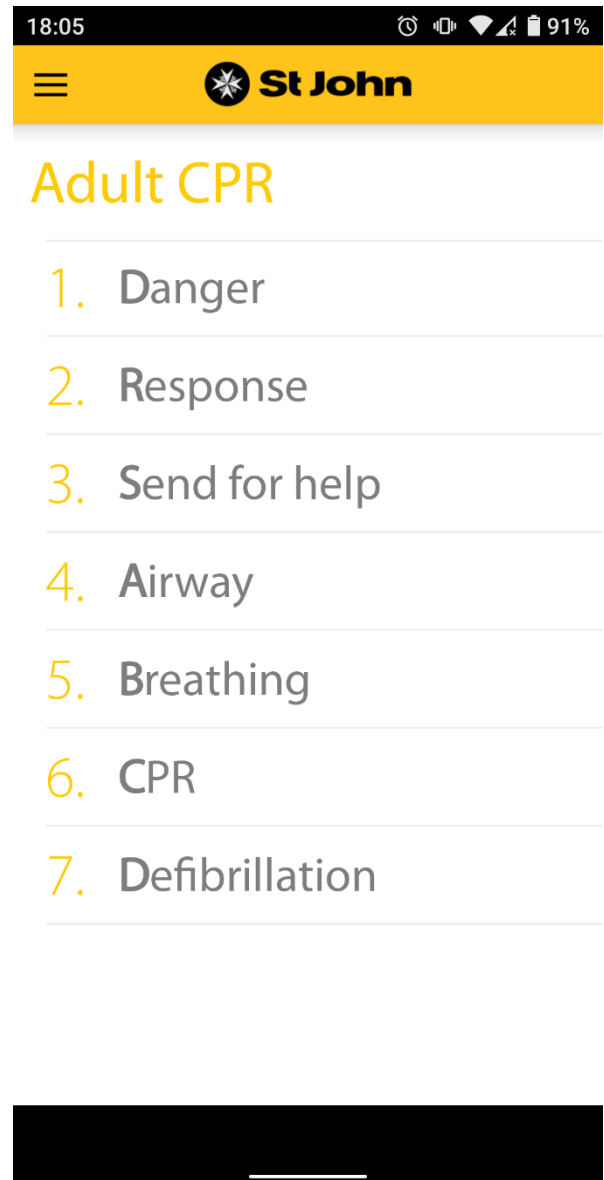 18:05
91%
St John
Adult CPR
1. Danger
2. Response
3. Send for help
4. Airway
5. Breathing
6. CPR
7. Defibrillation